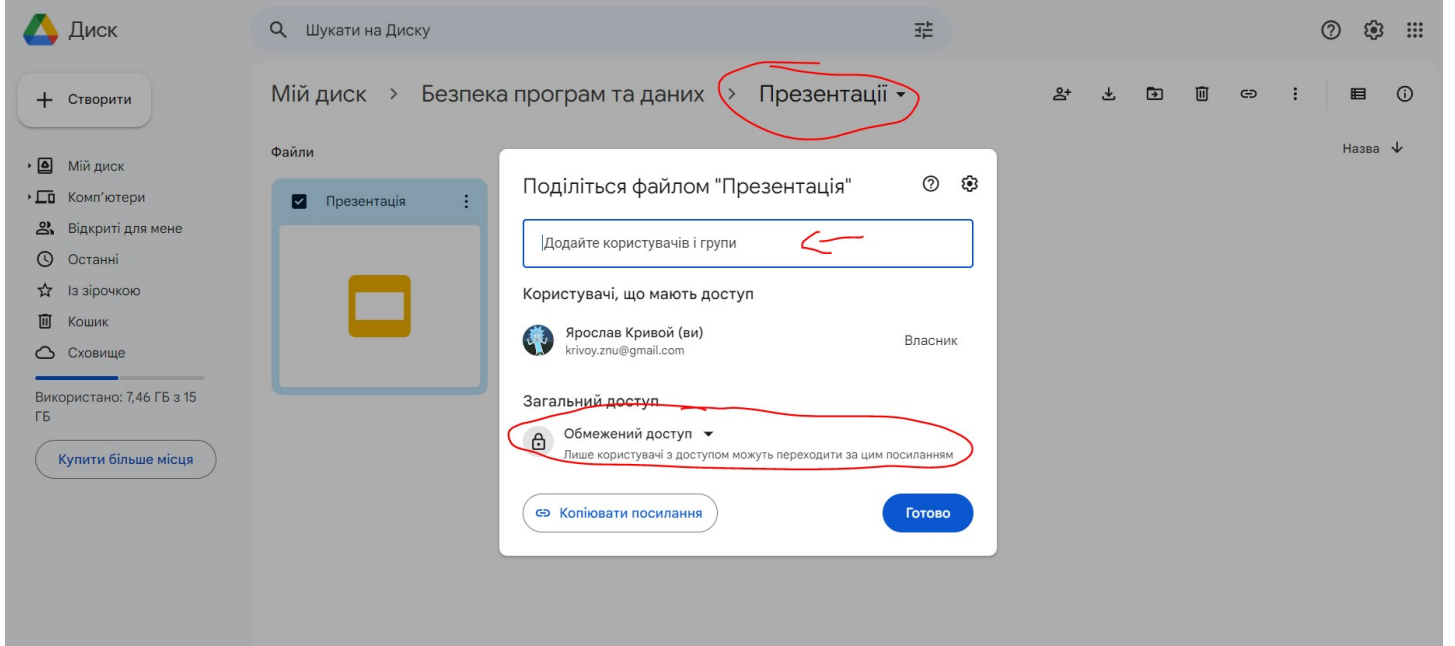 Диск
Шукати на Диску
Створити
Мій диск > Безпека програм та даних > Презентації
Мій диск
Комп'ютери
Відкриті для мене
Останні
Із зірочкою
Кошик
Сховище
Використано: 7,46 ГБ з 15
ГБ
Купити більше місця
Файли
Назва
Презентація
Поділіться файлом "Презентація"
Додайте користувачів і групи
Користувачі, що мають доступ
Ярослав Кривой (ви)
krivoy.znu@gmail.com
Власник
Загальний доступ
Обмежений доступ
Лише користувачі з доступом можуть переходити за цим посиланням
Копіювати посилання
Готово